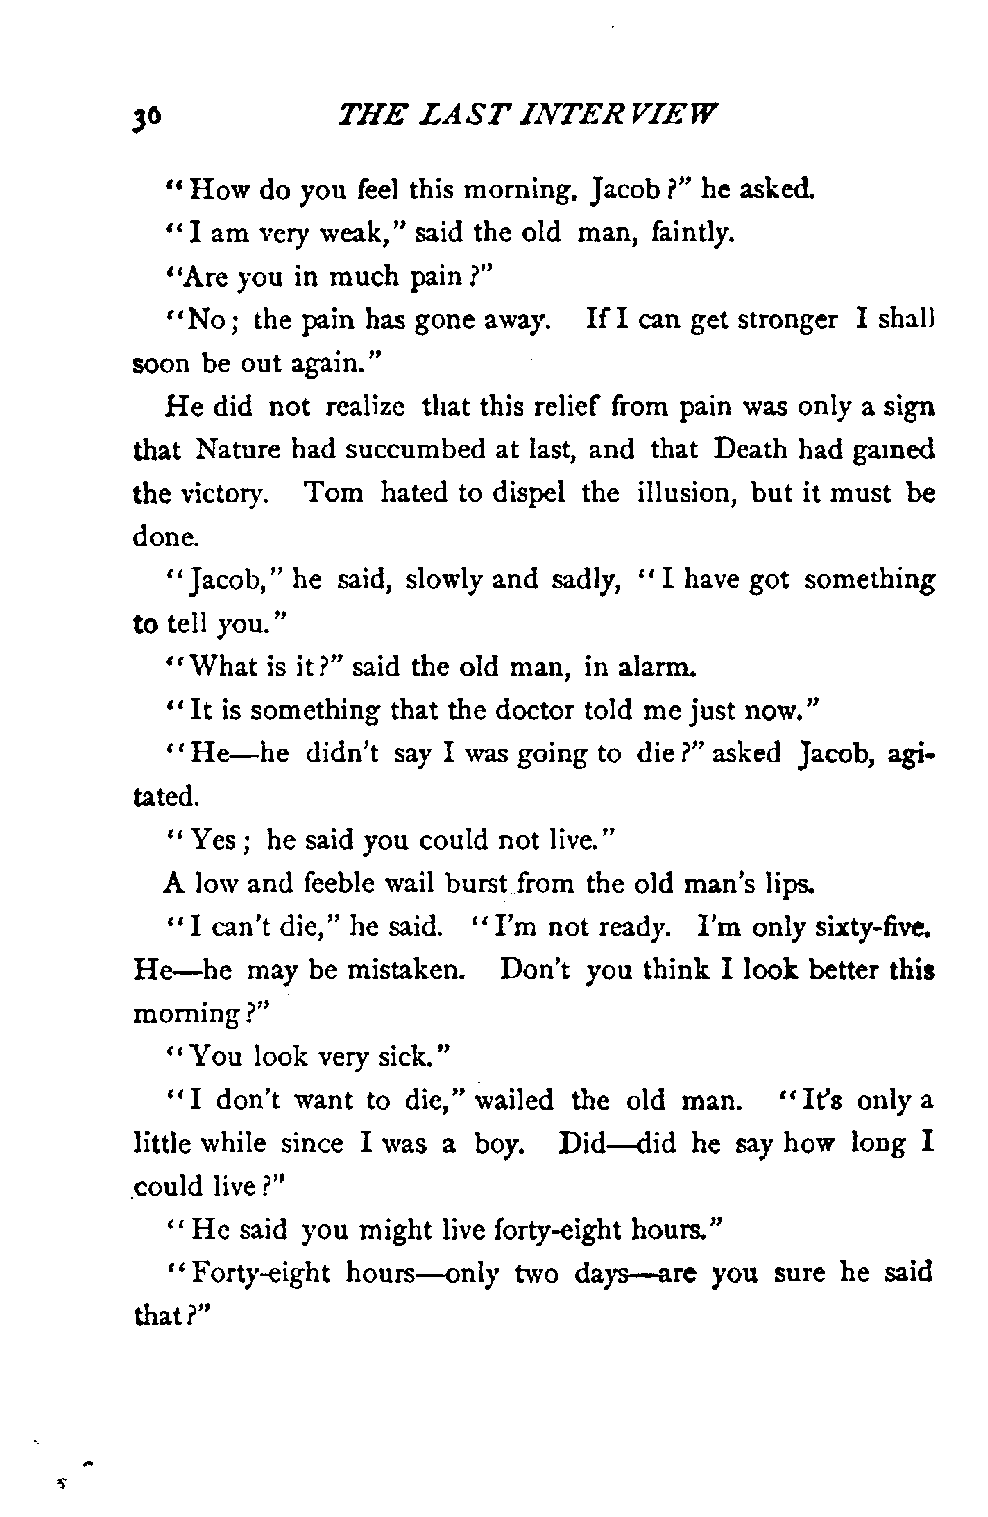 36 THE LAST INTERVIEW
"How do you feel this morning, Jacob?" he asked.
"I am very weak," said the old man, faintly.
"Are you in much pain?"
"No; the pain has gone away. If I can get stronger I shall
soon be out again."
He did not realize that this relief from pain was only a sign
that Nature had succumbed at last, and that Death had gained
the victory. Tom hated to dispel the illusion, but it must be
done.
"Jacob," he said, slowly and sadly, "I have got something
to tell you."
"What is it?" said the old man, in alarm.
"It is something that the doctor told me just now."
"He—he didn't say I was going to die?" asked Jacob, agi-
tated.
"Yes; he said you could not live."
A low and feeble wail burst from the old man's lips.
"I can't die," he said. "I'm not ready. I'm only sixty-five.
He—he may be mistaken. Don't you think I look better this
morning?"
"You look very sick."
"I don't want to die," wailed the old man. "It's only a
little while since I was a boy. Did—did he say how long I
could live?"
"He said you might live forty-eight hours."
"Forty-eight hours—only two days—are you sure he said
that?"